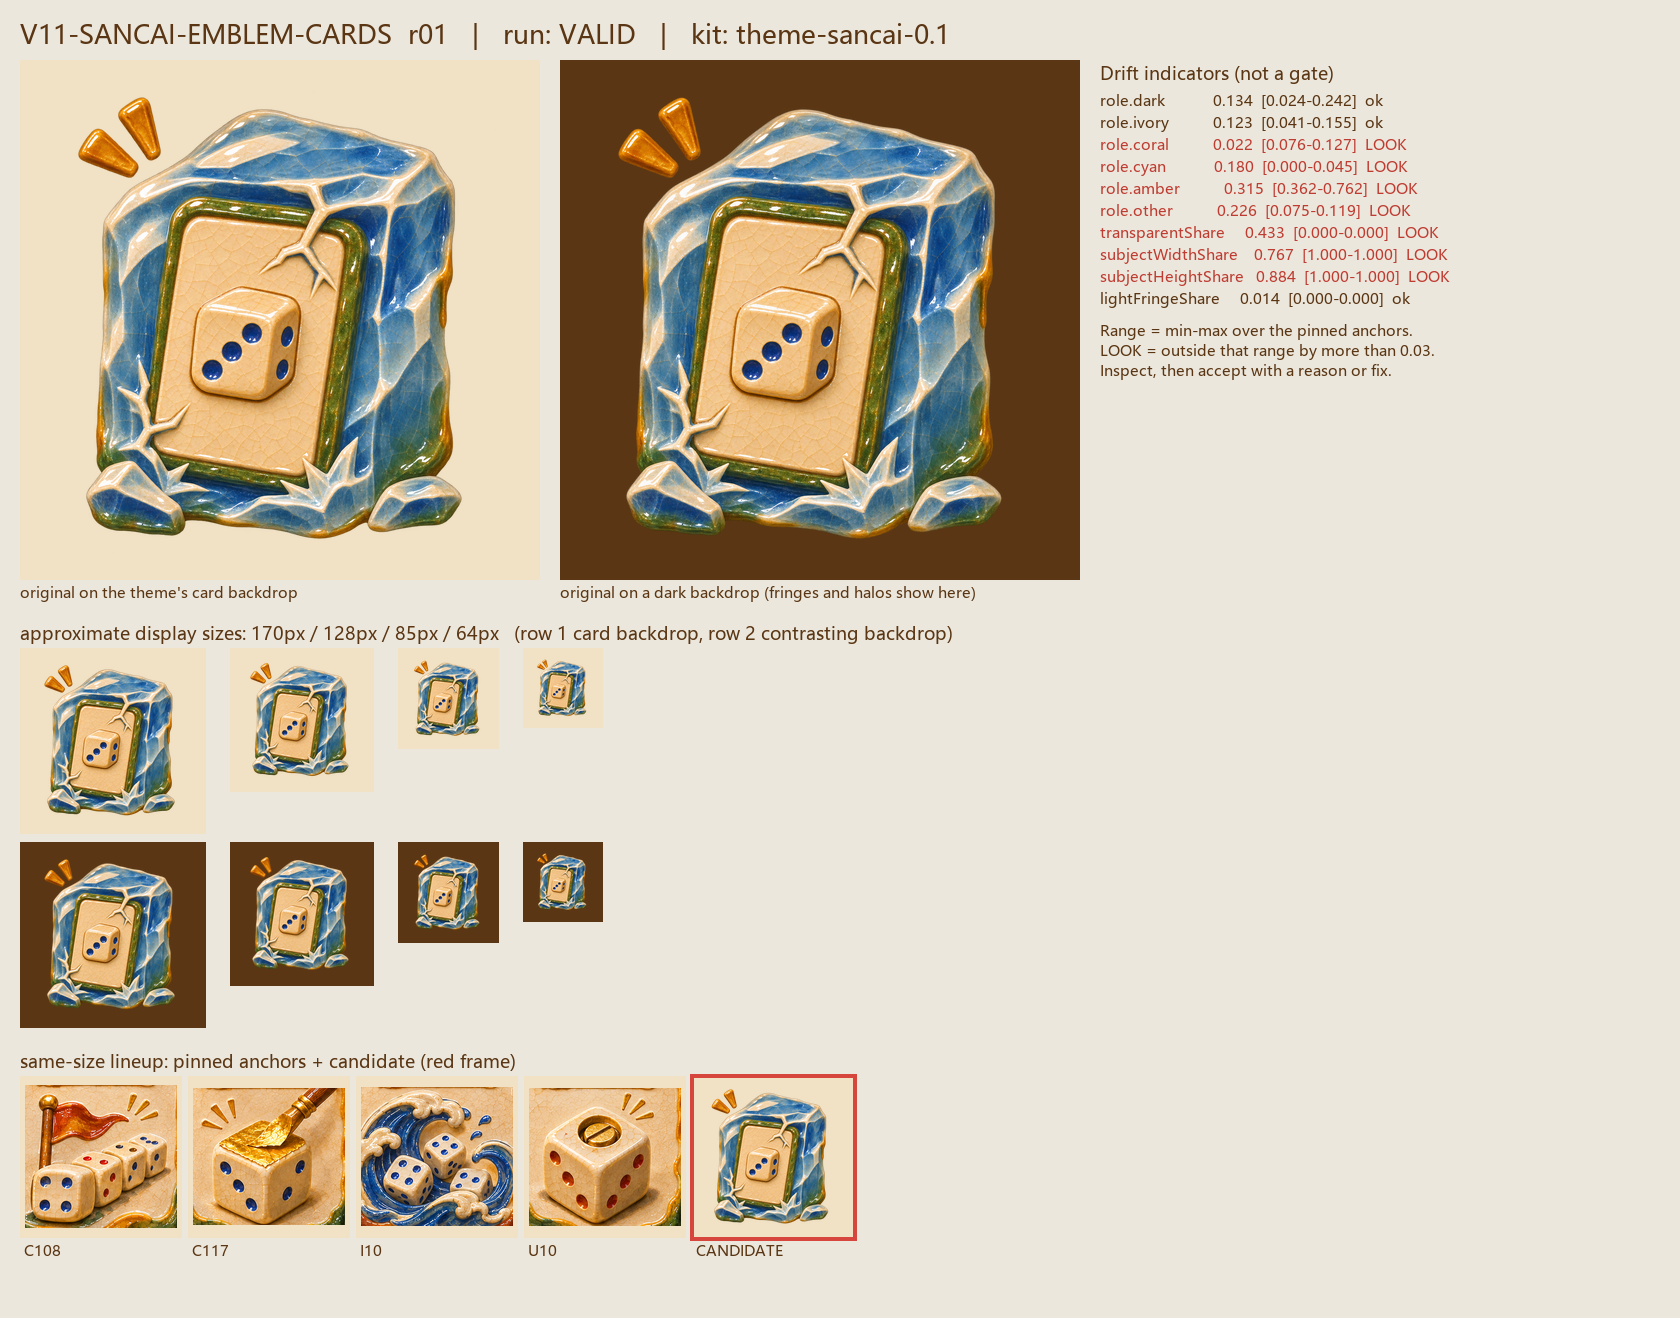 V11-SANCAI-EMBLEM-CARDS r01 | run: VALID | kit: theme-sancai-0.1
Drift indicators (not a gate)
role.dark 0.134 [0.024-0.242] ok
role.ivory 0.123 [0.041-0.155] ok
role.coral 0.022 [0.076-0.127] LOOK
role.cyan 0.180 [0.000-0.045] LOOK
role.amber 0.315 [0.362-0.762] LOOK
role.other 0.226 [0.075-0.119] LOOK
transparentShare 0.433 [0.000-0.000] LOOK
subjectWidthShare 0.767 [1.000-1.000] LOOK
subjectHeightShare 0.884 [1.000-1.000] LOOK
lightFringeShare 0.014 [0.000-0.000] ok
Range = min-max over the pinned anchors.
LOOK = outside that range by more than 0.03.
Inspect, then accept with a reason or fix.
original on the theme's card backdrop
original on a dark backdrop (fringes and halos show here)
approximate display sizes: 170px / 128px / 85px / 64px (row 1 card backdrop, row 2 contrasting backdrop)
same-size lineup: pinned anchors + candidate (red frame)
C108
C117
I10
U10
CANDIDATE